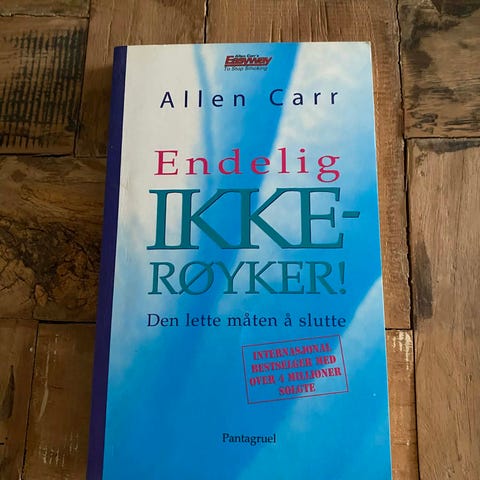 Allen Carr's
Easyway
To Stop Smoking
Allen Carr
Endelig
IKKE-
RØYKER!
Den lette måten å slutte
INTERNASJONAL
BESTSELGER MED
OVER 4 MILLIONER
SOLGTE
Pantagruel